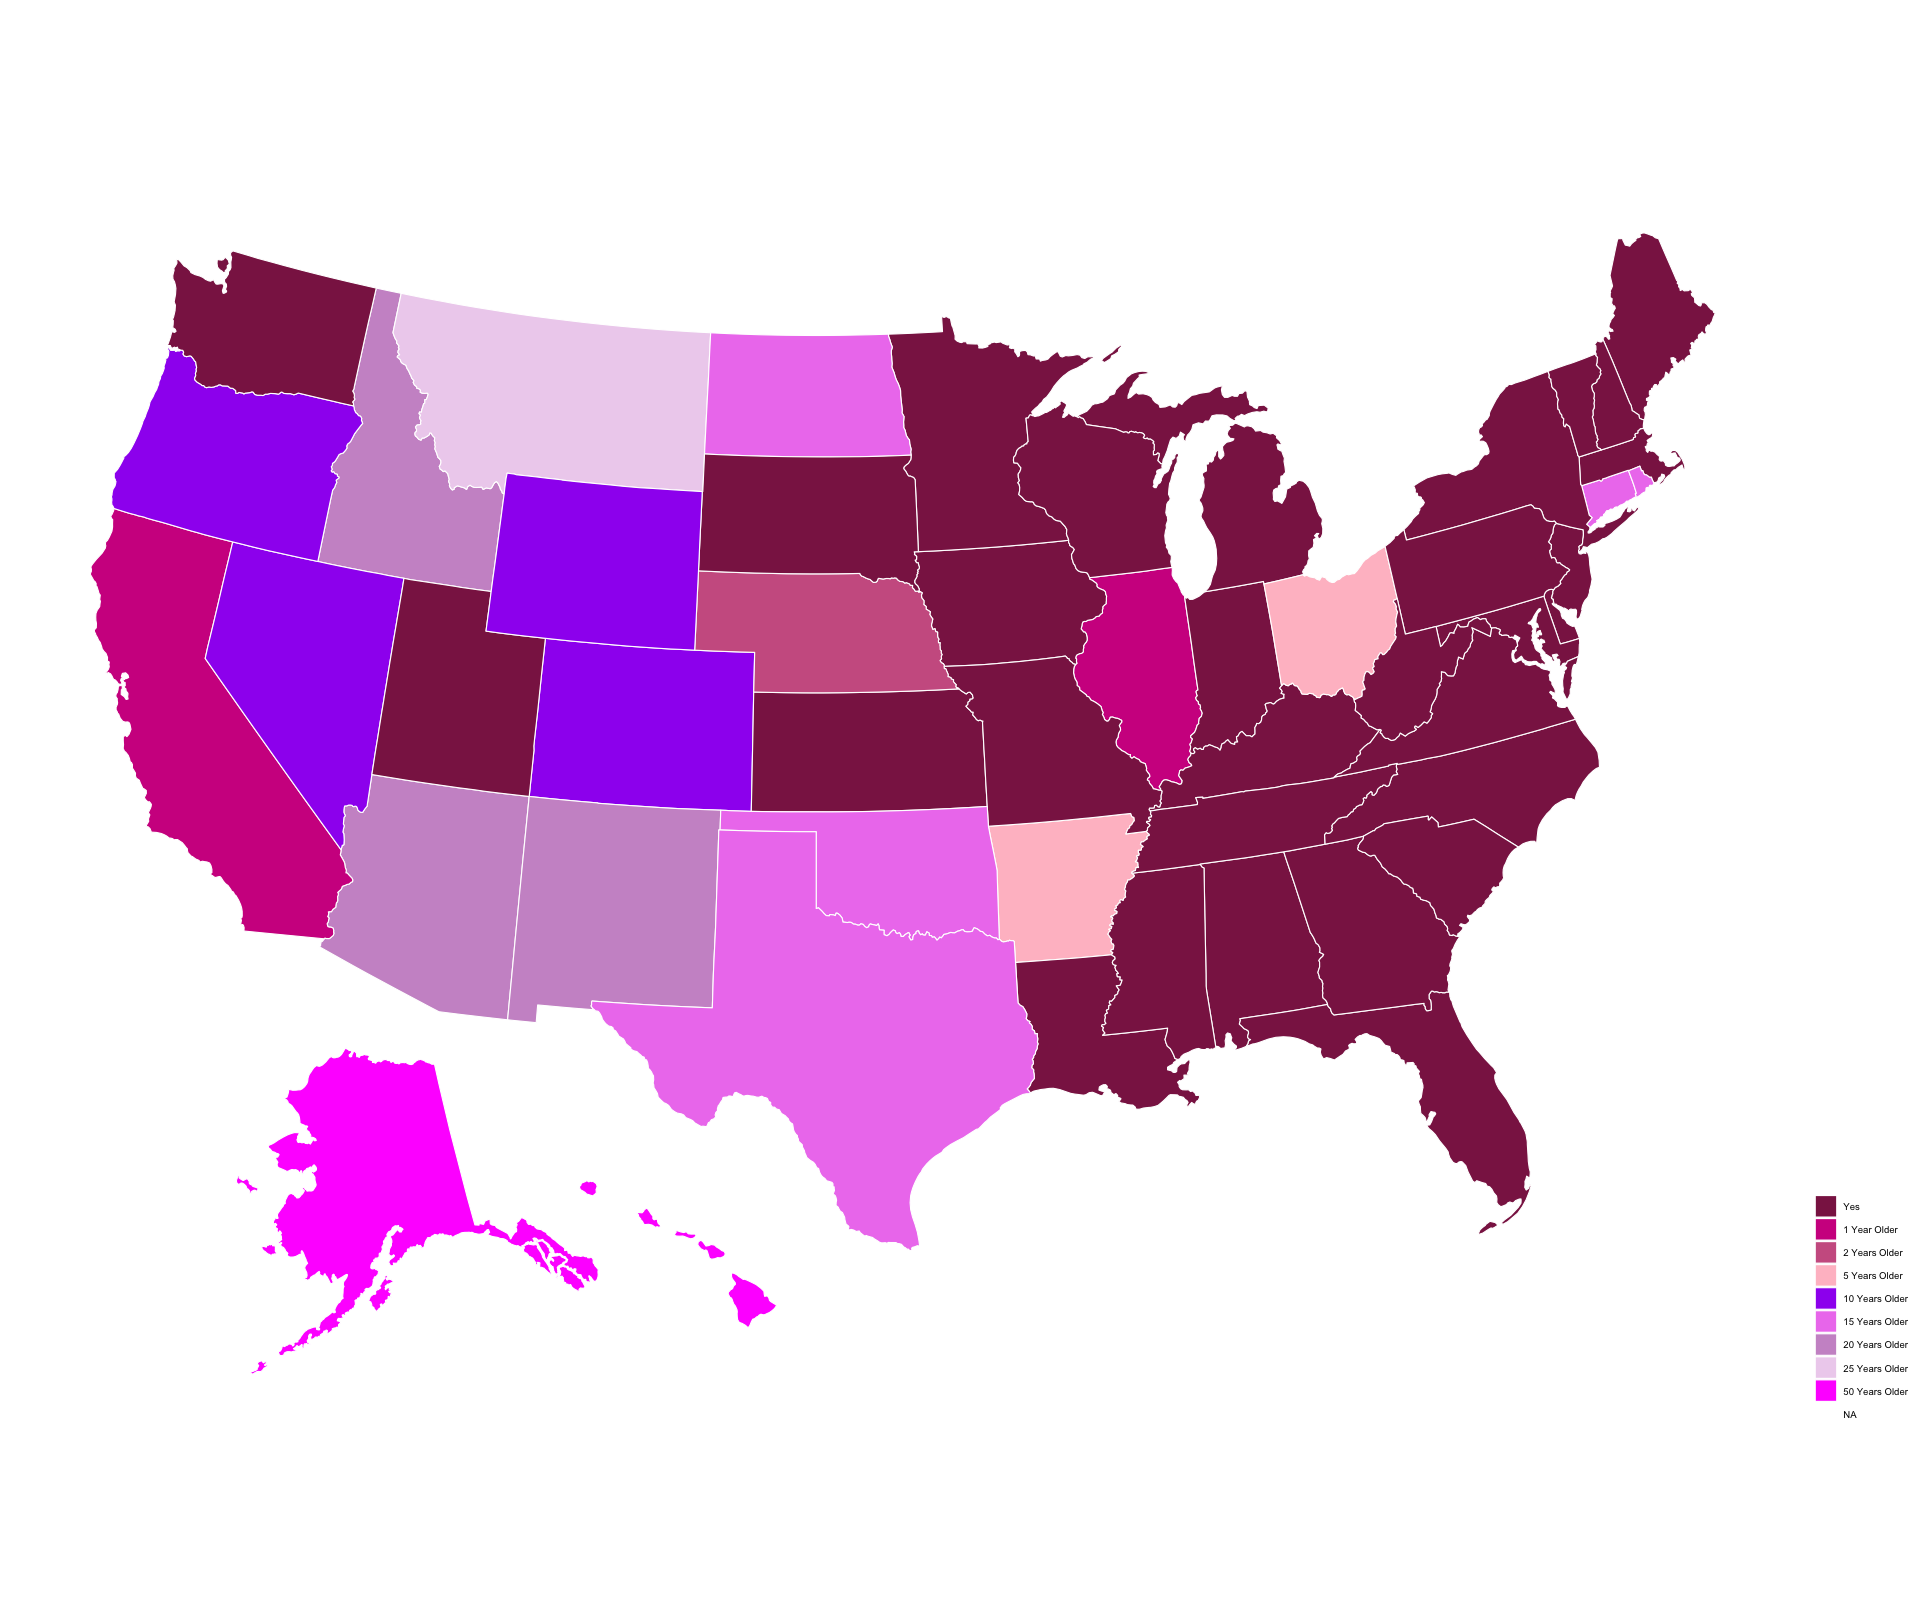 Yes
1 Year Older
2 Years Older
5 Years Older
10 Years Older
15 Years Older
20 Years Older
25 Years Older
50 Years Older
NA